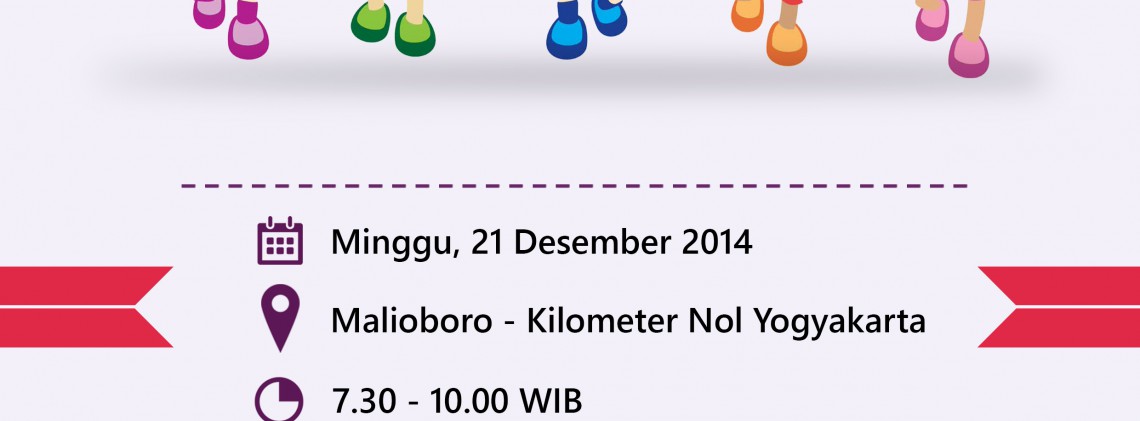 Minggu, 21 Desember 2014
Malioboro - Kilometer Nol Yogyakarta
7.30 - 10.00 WIB